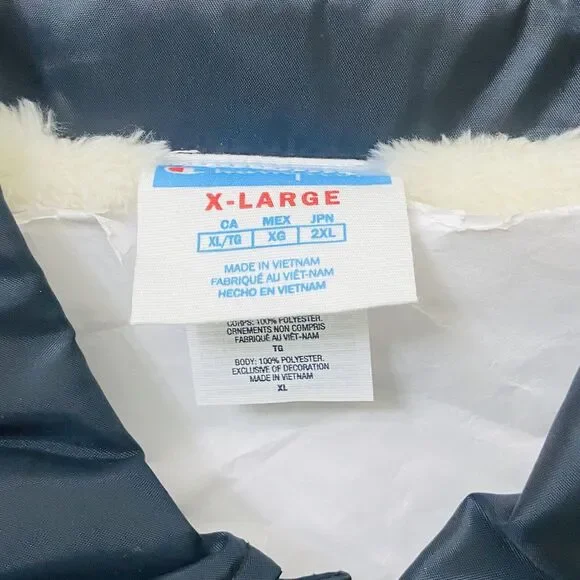 Champion
X-LARGE
CA MEX JPN
XL/TG XG 2XL
MADE IN VIETNAM
FABRIQUÉ AU VIÊT-NAM
HECHO EN VIETNAM
CORPS: 100% POLYESTER.
ORNEMENTS NON COMPRIS
FABRIQUÉ AU VIÊT-NAM
TG
BODY: 100% POLYESTER.
EXCLUSIVE OF DECORATION
MADE IN VIETNAM
XL